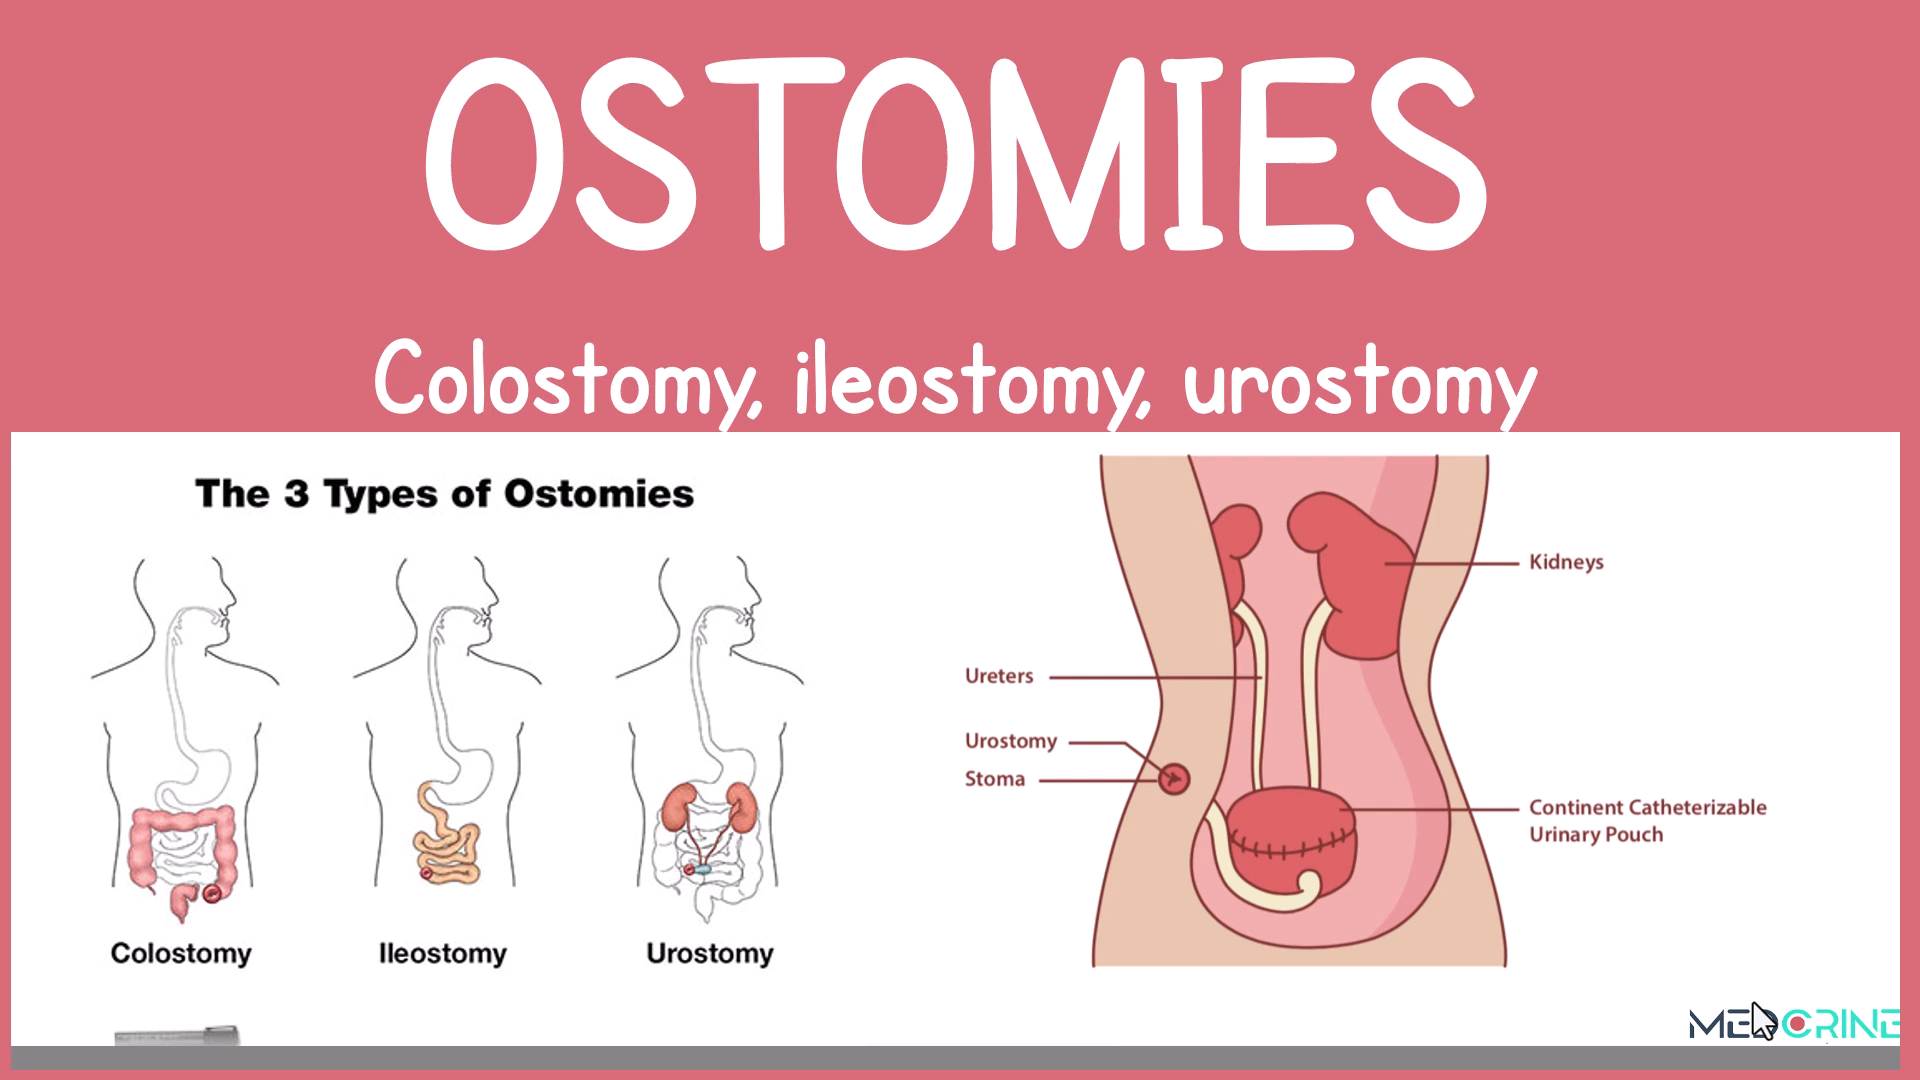 OSTOMIES
Colostomy, ileostomy, urostomy
The 3 Types of Ostomies
Colostomy
Ileostomy
Urostomy
Kidneys
Ureters
Urostomy
Stoma
Continent Catheterizable
Urinary Pouch
MEDCRINE